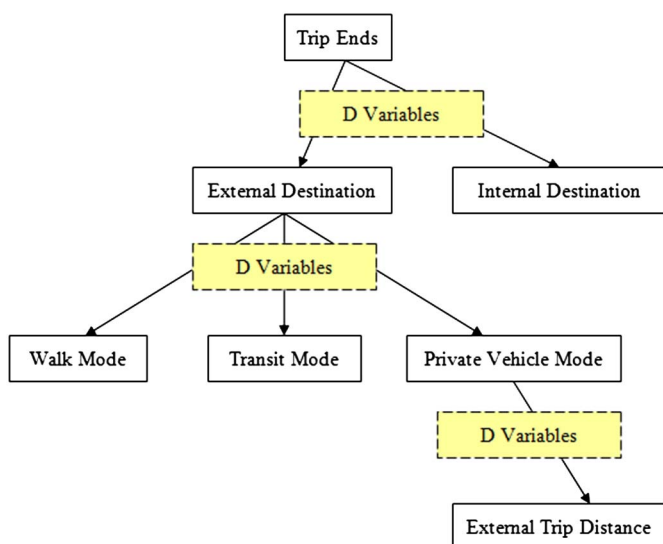 Trip Ends
D Variables
External Destination
Internal Destination
D Variables
Walk Mode
Transit Mode
Private Vehicle Mode
D Variables
External Trip Distance